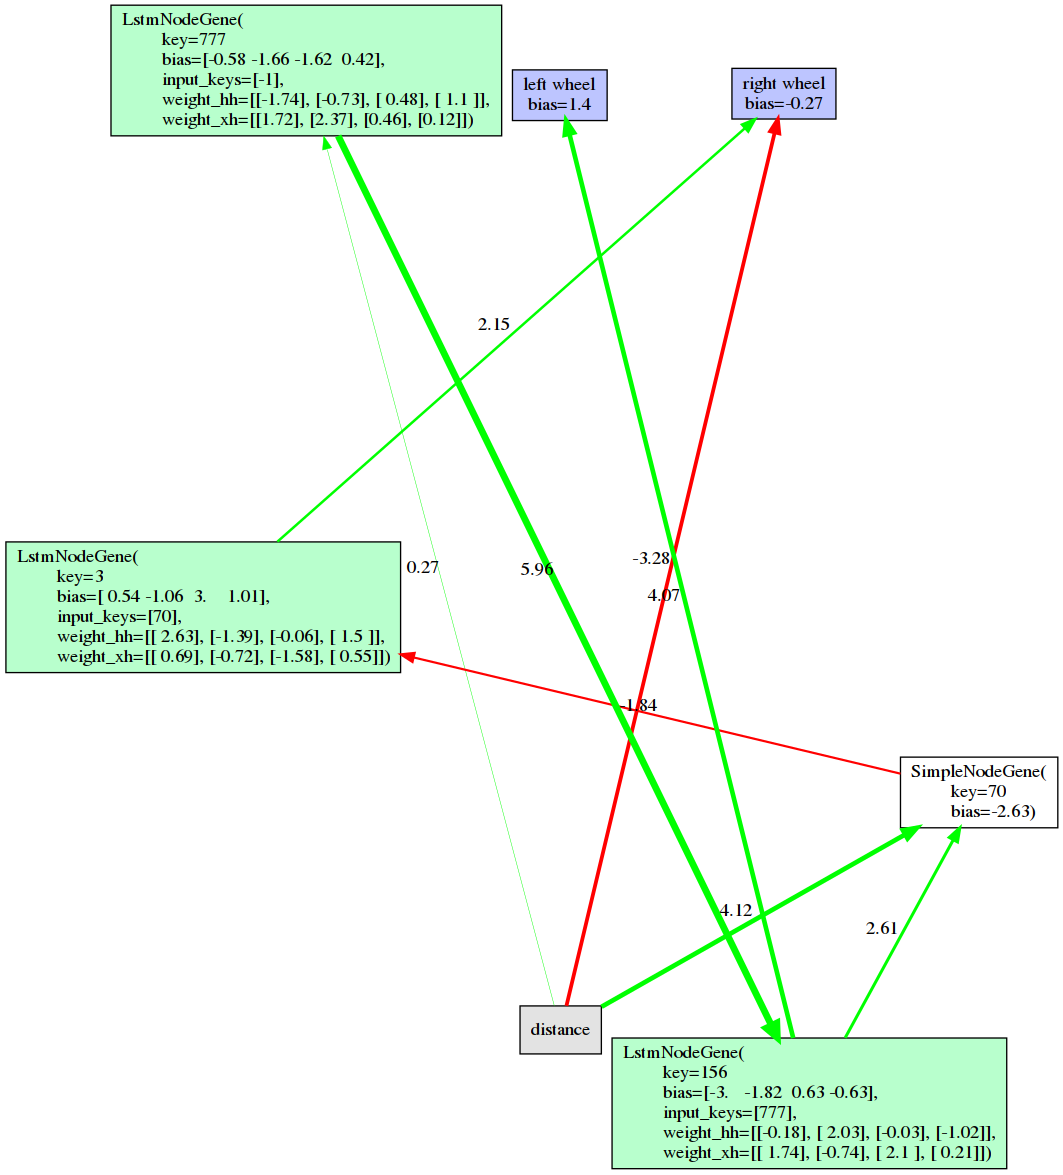 LstmNodeGene(
key=777
bias=[-0.58 -1.66 -1.62  0.42],
input_keys=[-1],
weight_hh=[[-1.74], [-0.73], [ 0.48], [ 1.1 ]],
weight_xh=[[1.72], [2.37], [0.46], [0.12]])
left wheel
bias=1.4
right wheel
bias=-0.27
2.15
LstmNodeGene(
key=3
bias=[ 0.54 -1.06  3.    1.01],
input_keys=[70],
weight_hh=[[ 2.63], [-1.39], [-0.06], [ 1.5 ]],
weight_xh=[[ 0.69], [-0.72], [-1.58], [ 0.55]])
0.27
5.96
-3.28
4.07
-1.84
SimpleNodeGene(
key=70
bias=-2.63)
4.12
2.61
distance
LstmNodeGene(
key=156
bias=[-3.   -1.82  0.63 -0.63],
input_keys=[777],
weight_hh=[[-0.18], [ 2.03], [-0.03], [-1.02]],
weight_xh=[[ 1.74], [-0.74], [ 2.1 ], [ 0.21]])